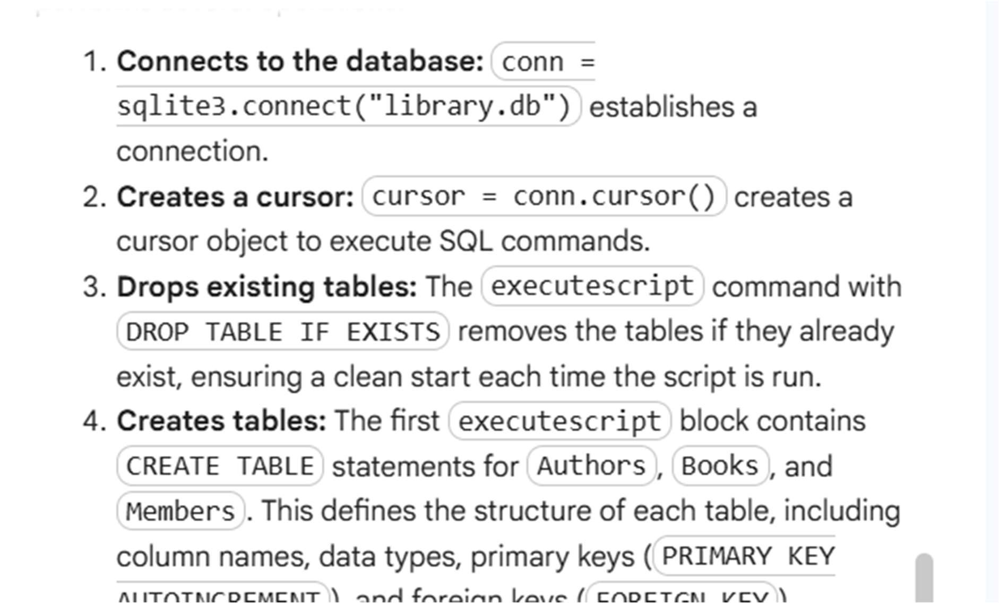 1. Connects to the database: conn =
sqlite3.connect("library.db") establishes a
connection.
2. Creates a cursor: cursor = conn.cursor() creates a
cursor object to execute SQL commands.
3. Drops existing tables: The executescript command with
DROP TABLE IF EXISTS removes the tables if they already
exist, ensuring a clean start each time the script is run.
4. Creates tables: The first executescript block contains
CREATE TABLE statements for Authors, Books, and
Members. This defines the structure of each table, including
column names, data types, primary keys (PRIMARY KEY
AUTOINCREMENT), and foreign keys (FOREIGN KEY)